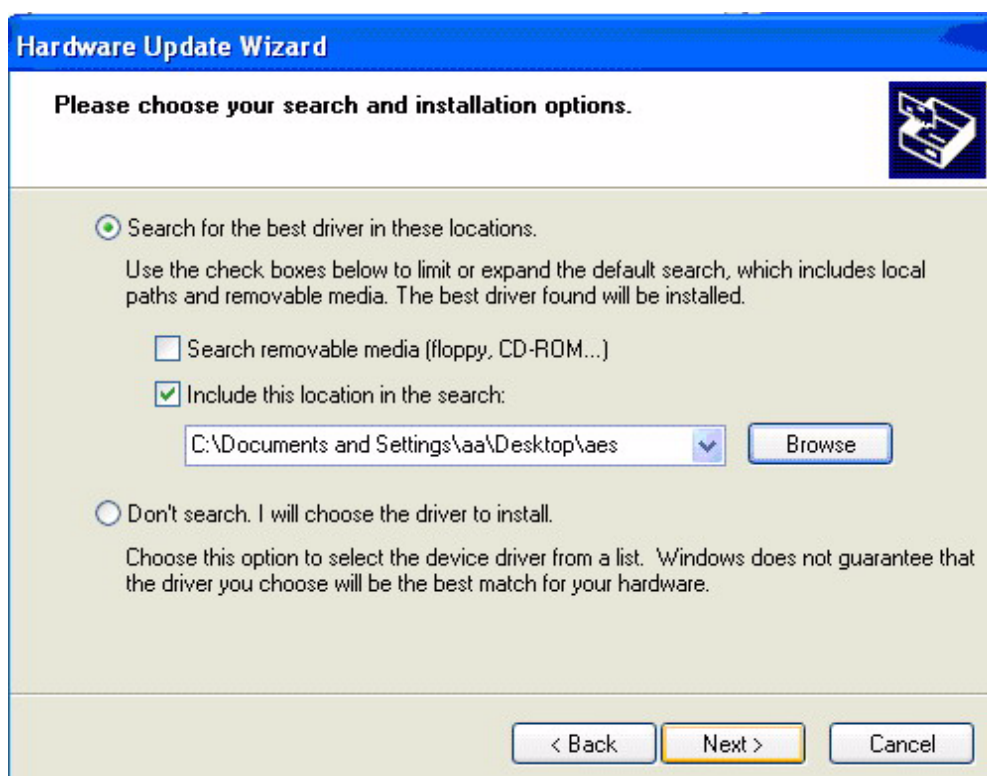 Hardware Update Wizard
Please choose your search and installation options.
Search for the best driver in these locations.
Use the check boxes below to limit or expand the default search, which includes local
paths and removable media. The best driver found will be installed.
Search removable media (floppy, CD-ROM...)
Include this location in the search:
C:\Documents and Settings\aa\Desktop\aes
Browse
Don't search. I will choose the driver to install.
Choose this option to select the device driver from a list.  Windows does not guarantee that
the driver you choose will be the best match for your hardware.
< Back Next > Cancel